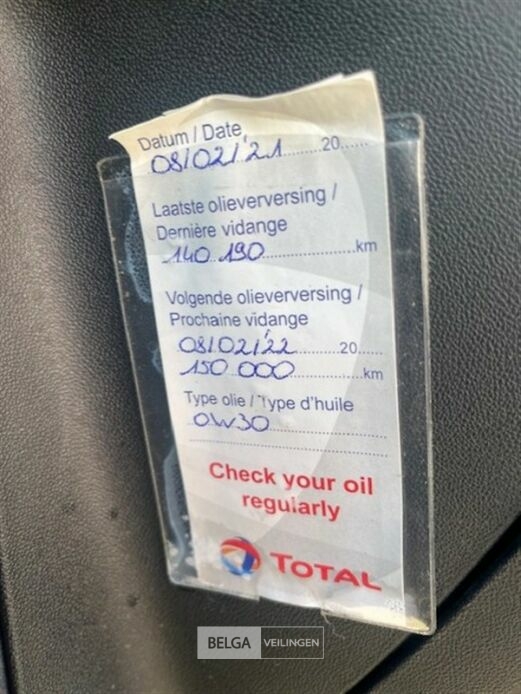 Datum / Date
08/02/21 20......
Laatste olieverversing /
Dernière vidange
140 190 km
Volgende olieverversing /
Prochaine vidange
08/02/22 20......
150 000 km
Type olie / Type d'huile
0W30
Check your oil
regularly
TOTAL
BELGA VEILINGEN